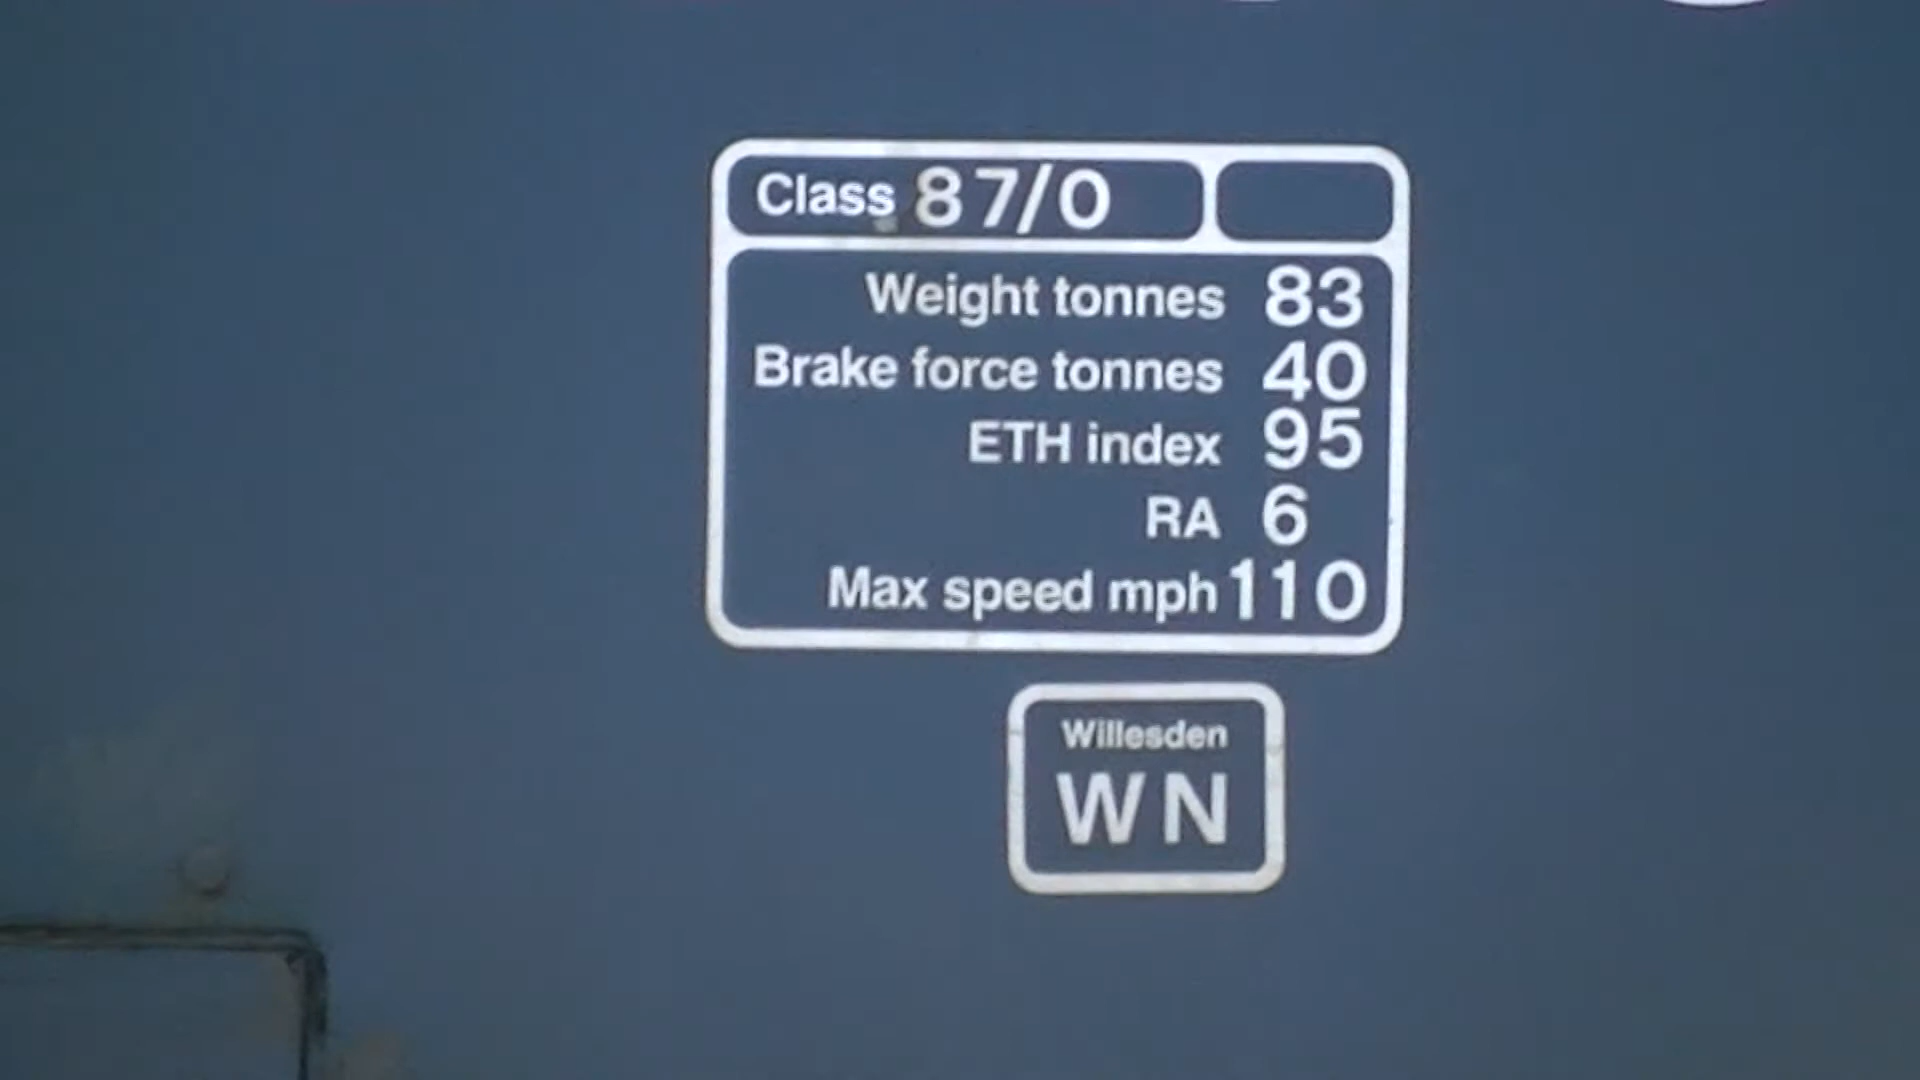 Class 87/0
Weight tonnes 83
Brake force tonnes 40
ETH index 95
RA 6
Max speed mph 110
Willesden
WN